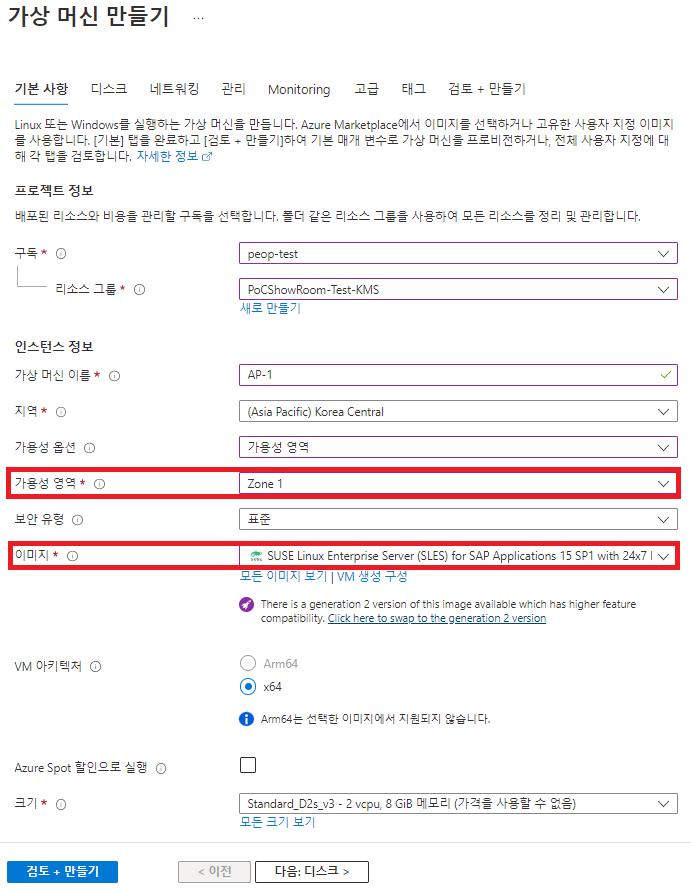 가상 머신 만들기 ...
기본 사항 디스크 네트워킹 관리 Monitoring 고급 태그 검토 + 만들기
Linux 또는 Windows를 실행하는 가상 머신을 만듭니다. Azure Marketplace에서 이미지를 선택하거나 고유한 사용자 지정 이미지
를 사용합니다. [기본] 탭을 완료하고 [검토 + 만들기]하여 기본 매개 변수로 가상 머신을 프로비전하거나, 전체 사용자 지정에 대
해 각 탭을 검토합니다. 자세한 정보
프로젝트 정보
배포된 리소스와 비용을 관리할 구독을 선택합니다. 폴더 같은 리소스 그룹을 사용하여 모든 리소스를 정리 및 관리합니다.
구독 * peop-test
리소스 그룹 * PoCShowRoom-Test-KMS
새로 만들기
인스턴스 정보
가상 머신 이름 * AP-1
지역 * (Asia Pacific) Korea Central
가용성 옵션 가용성 영역
가용성 영역 * Zone 1
보안 유형 표준
이미지 * SUSE Linux Enterprise Server (SLES) for SAP Applications 15 SP1 with 24x7
모든 이미지 보기 | VM 생성 구성
There is a generation 2 version of this image available which has higher feature
compatibility. Click here to swap to the generation 2 version
VM 아키텍처 Arm64
x64
Arm64는 선택한 이미지에서 지원되지 않습니다.
Azure Spot 할인으로 실행
크기 * Standard_D2s_v3 - 2 vcpu, 8 GiB 메모리 (가격을 사용할 수 없음)
모든 크기 보기
검토 + 만들기 < 이전 다음: 디스크 >